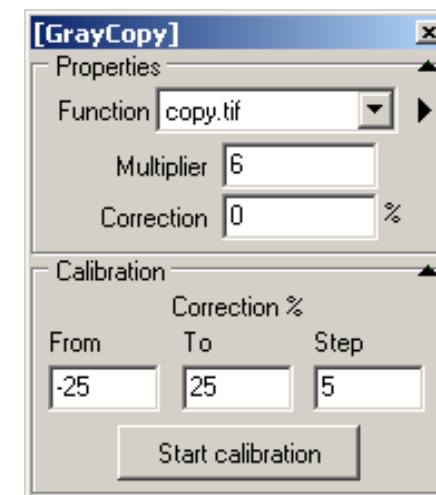 [GrayCopy]
Properties
Function copy.tif
Multiplier 6
Correction 0 %
Calibration
Correction %
From To Step
-25 25 5
Start calibration